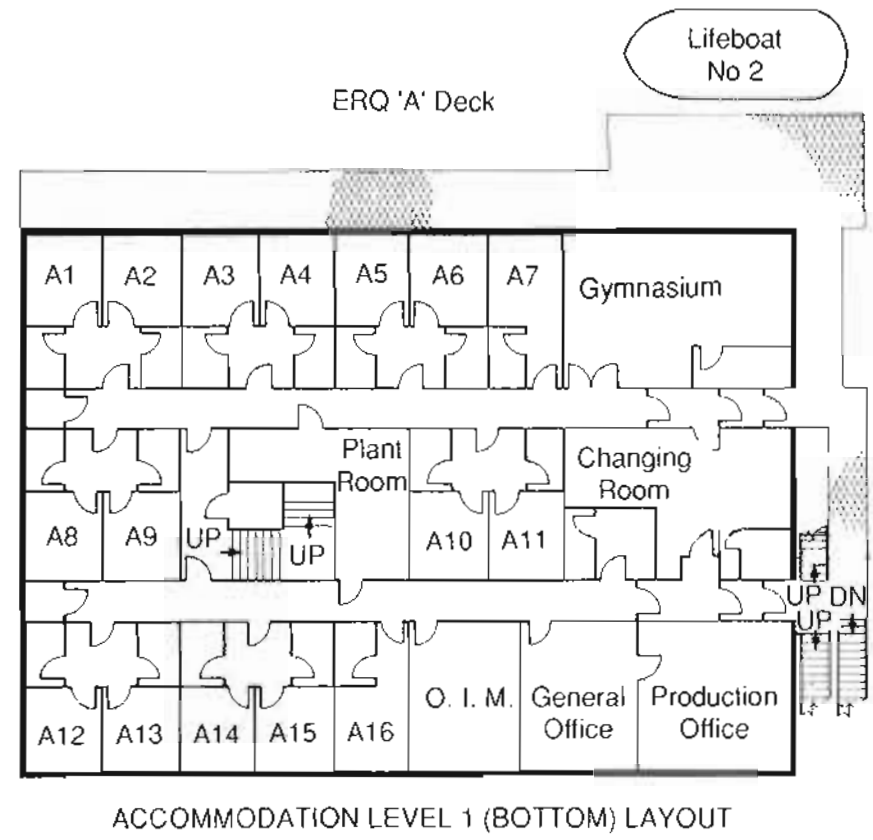 Lifeboat
No 2
ERQ 'A' Deck
A1
A2
A3
A4
A5
A6
A7
Gymnasium
Plant
Room
Changing
Room
A8
A9
UP
UP
A10
A11
UP
DN
UP
A12
A13
A14
A15
A16
O. I. M.
General
Office
Production
Office
ACCOMMODATION LEVEL 1 (BOTTOM) LAYOUT